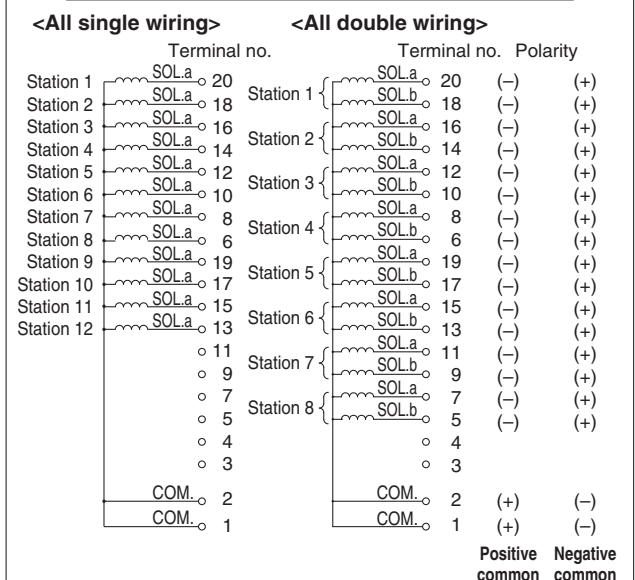 <All single wiring> <All double wiring>
Terminal no. Terminal no. Polarity
Station 1 SOL.a 20 Station 1 SOL.a 20 (–) (+)
Station 2 SOL.a 18 SOL.b 18 (–) (+)
Station 3 SOL.a 16 Station 2 SOL.a 16 (–) (+)
Station 4 SOL.a 14 SOL.b 14 (–) (+)
Station 5 SOL.a 12 Station 3 SOL.a 12 (–) (+)
Station 6 SOL.a 10 SOL.b 10 (–) (+)
Station 7 SOL.a 8 Station 4 SOL.a 8 (–) (+)
Station 8 SOL.a 6 SOL.b 6 (–) (+)
Station 9 SOL.a 19 Station 5 SOL.a 19 (–) (+)
Station 10 SOL.a 17 SOL.b 17 (–) (+)
Station 11 SOL.a 15 Station 6 SOL.a 15 (–) (+)
Station 12 SOL.a 13 SOL.b 13 (–) (+)
11 Station 7 SOL.a 11 (–) (+)
9 SOL.b 9 (–) (+)
7 Station 8 SOL.a 7 (–) (+)
5 SOL.b 5 (–) (+)
4 4
3 3
COM. 2 COM. 2 (+) (–)
COM. 1 COM. 1 (+) (–)
Positive Negative
common common